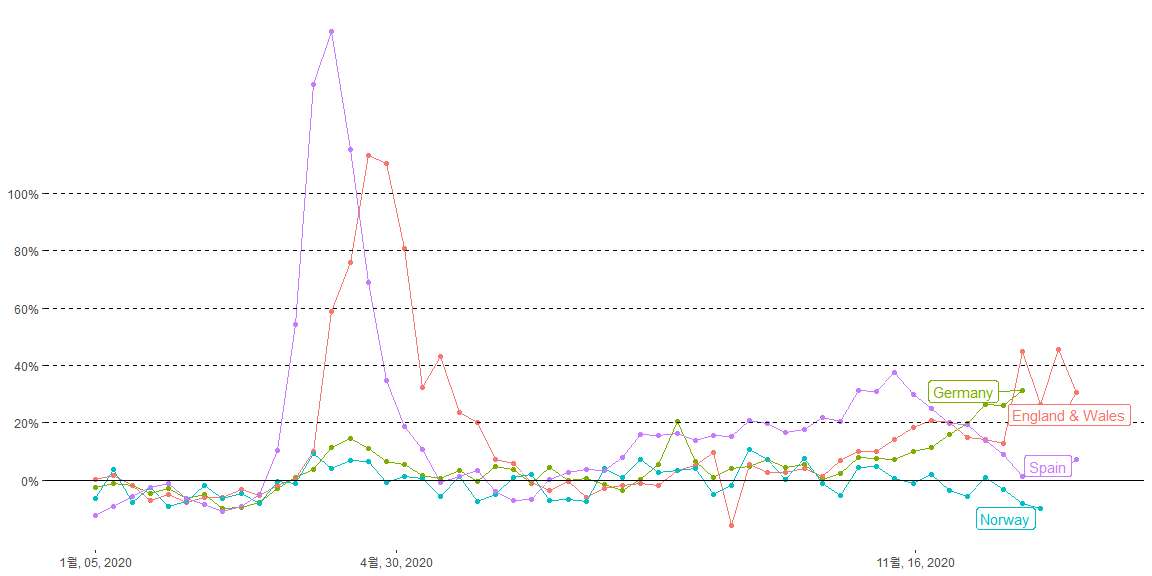 100%
80%
60%
40%
20%
0%
Germany
England & Wales
Spain
Norway
1월, 05, 2020
4월, 30, 2020
11월, 16, 2020